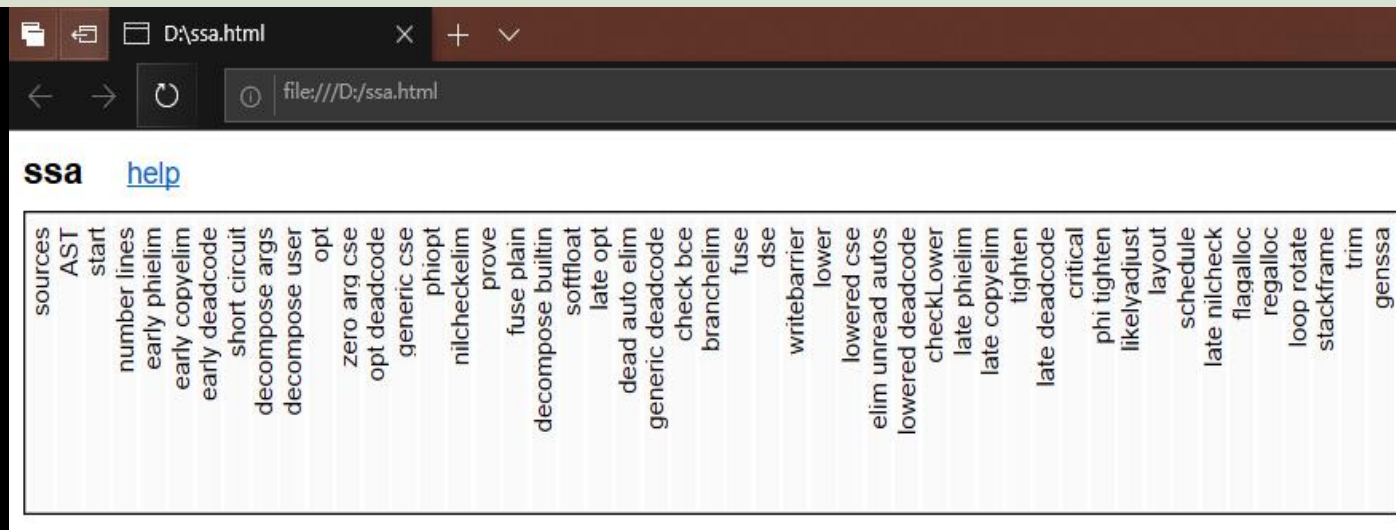 D:\ssa.html
file:///D:/ssa.html
ssa help
sources
AST
start
number lines
early phielim
early copyelim
early deadcode
short circuit
decompose args
decompose user
opt
zero arg cse
opt deadcode
generic cse
phiopt
nilcheckelim
prove
fuse plain
decompose builtin
softfloat
late opt
dead auto elim
generic deadcode
check bce
branchelim
fuse
dse
writebarrier
lower
lowered cse
elim unread autos
lowered deadcode
checkLower
late phielim
late copyelim
tighten
late deadcode
critical
phi tighten
likelyadjust
layout
schedule
late nilcheck
flagalloc
regalloc
loop rotate
stackframe
trim
genssa